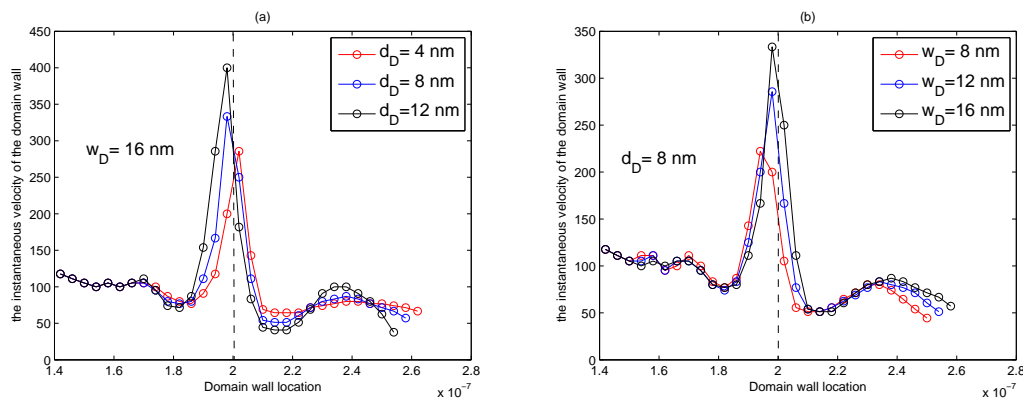 (a)
the instantaneous velocity of the domain wall
450
400
350
300
250
200
150
100
50
0
d_D= 4 nm
d_D= 8 nm
d_D=12 nm
w_D= 16 nm
1.4 1.6 1.8 2 2.2 2.4 2.6 2.8
Domain wall location
x 10⁻⁷
(b)
the instantaneous velocity of the domain wall
350
300
250
200
150
100
50
0
w_D= 8 nm
w_D=12 nm
w_D=16 nm
d_D= 8 nm
1.4 1.6 1.8 2 2.2 2.4 2.6 2.8
Domain wall location
x 10⁻⁷